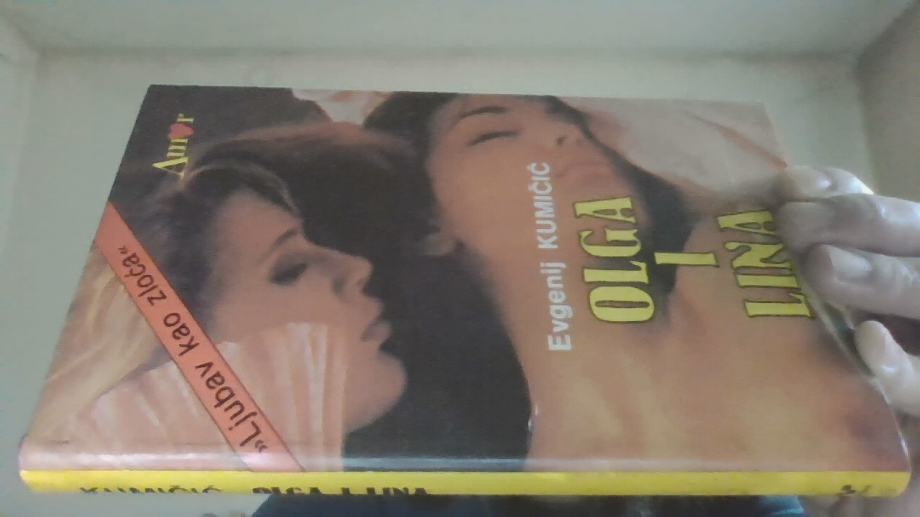 Amor
»Ljubav kao zloća«
Evgenij KUMIČIĆ
OLGA
I
LINA
KUMIČIĆ OLGA I LINA